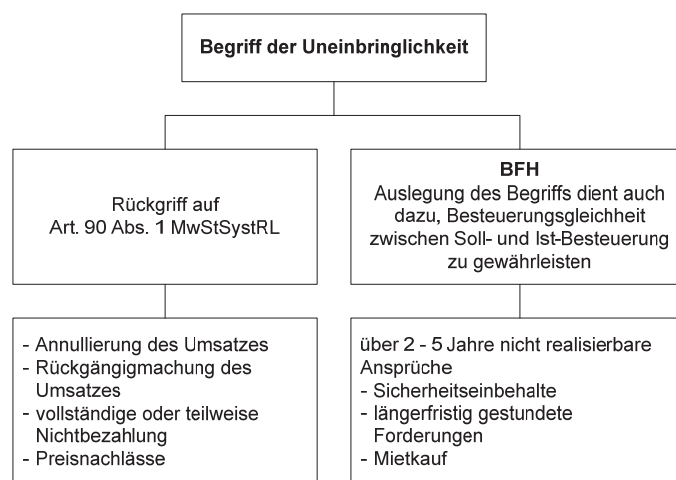 Begriff der Uneinbringlichkeit
Rückgriff auf
Art. 90 Abs. 1 MwStSystRL
BFH
Auslegung des Begriffs dient auch
dazu, Besteuerungsgleichheit
zwischen Soll- und Ist-Besteuerung
zu gewährleisten
- Annullierung des Umsatzes
- Rückgängigmachung des
Umsatzes
- vollständige oder teilweise
Nichtbezahlung
- Preisnachlässe
über 2 - 5 Jahre nicht realisierbare
Ansprüche
- Sicherheitseinbehalte
- längerfristig gestundete
Forderungen
- Mietkauf